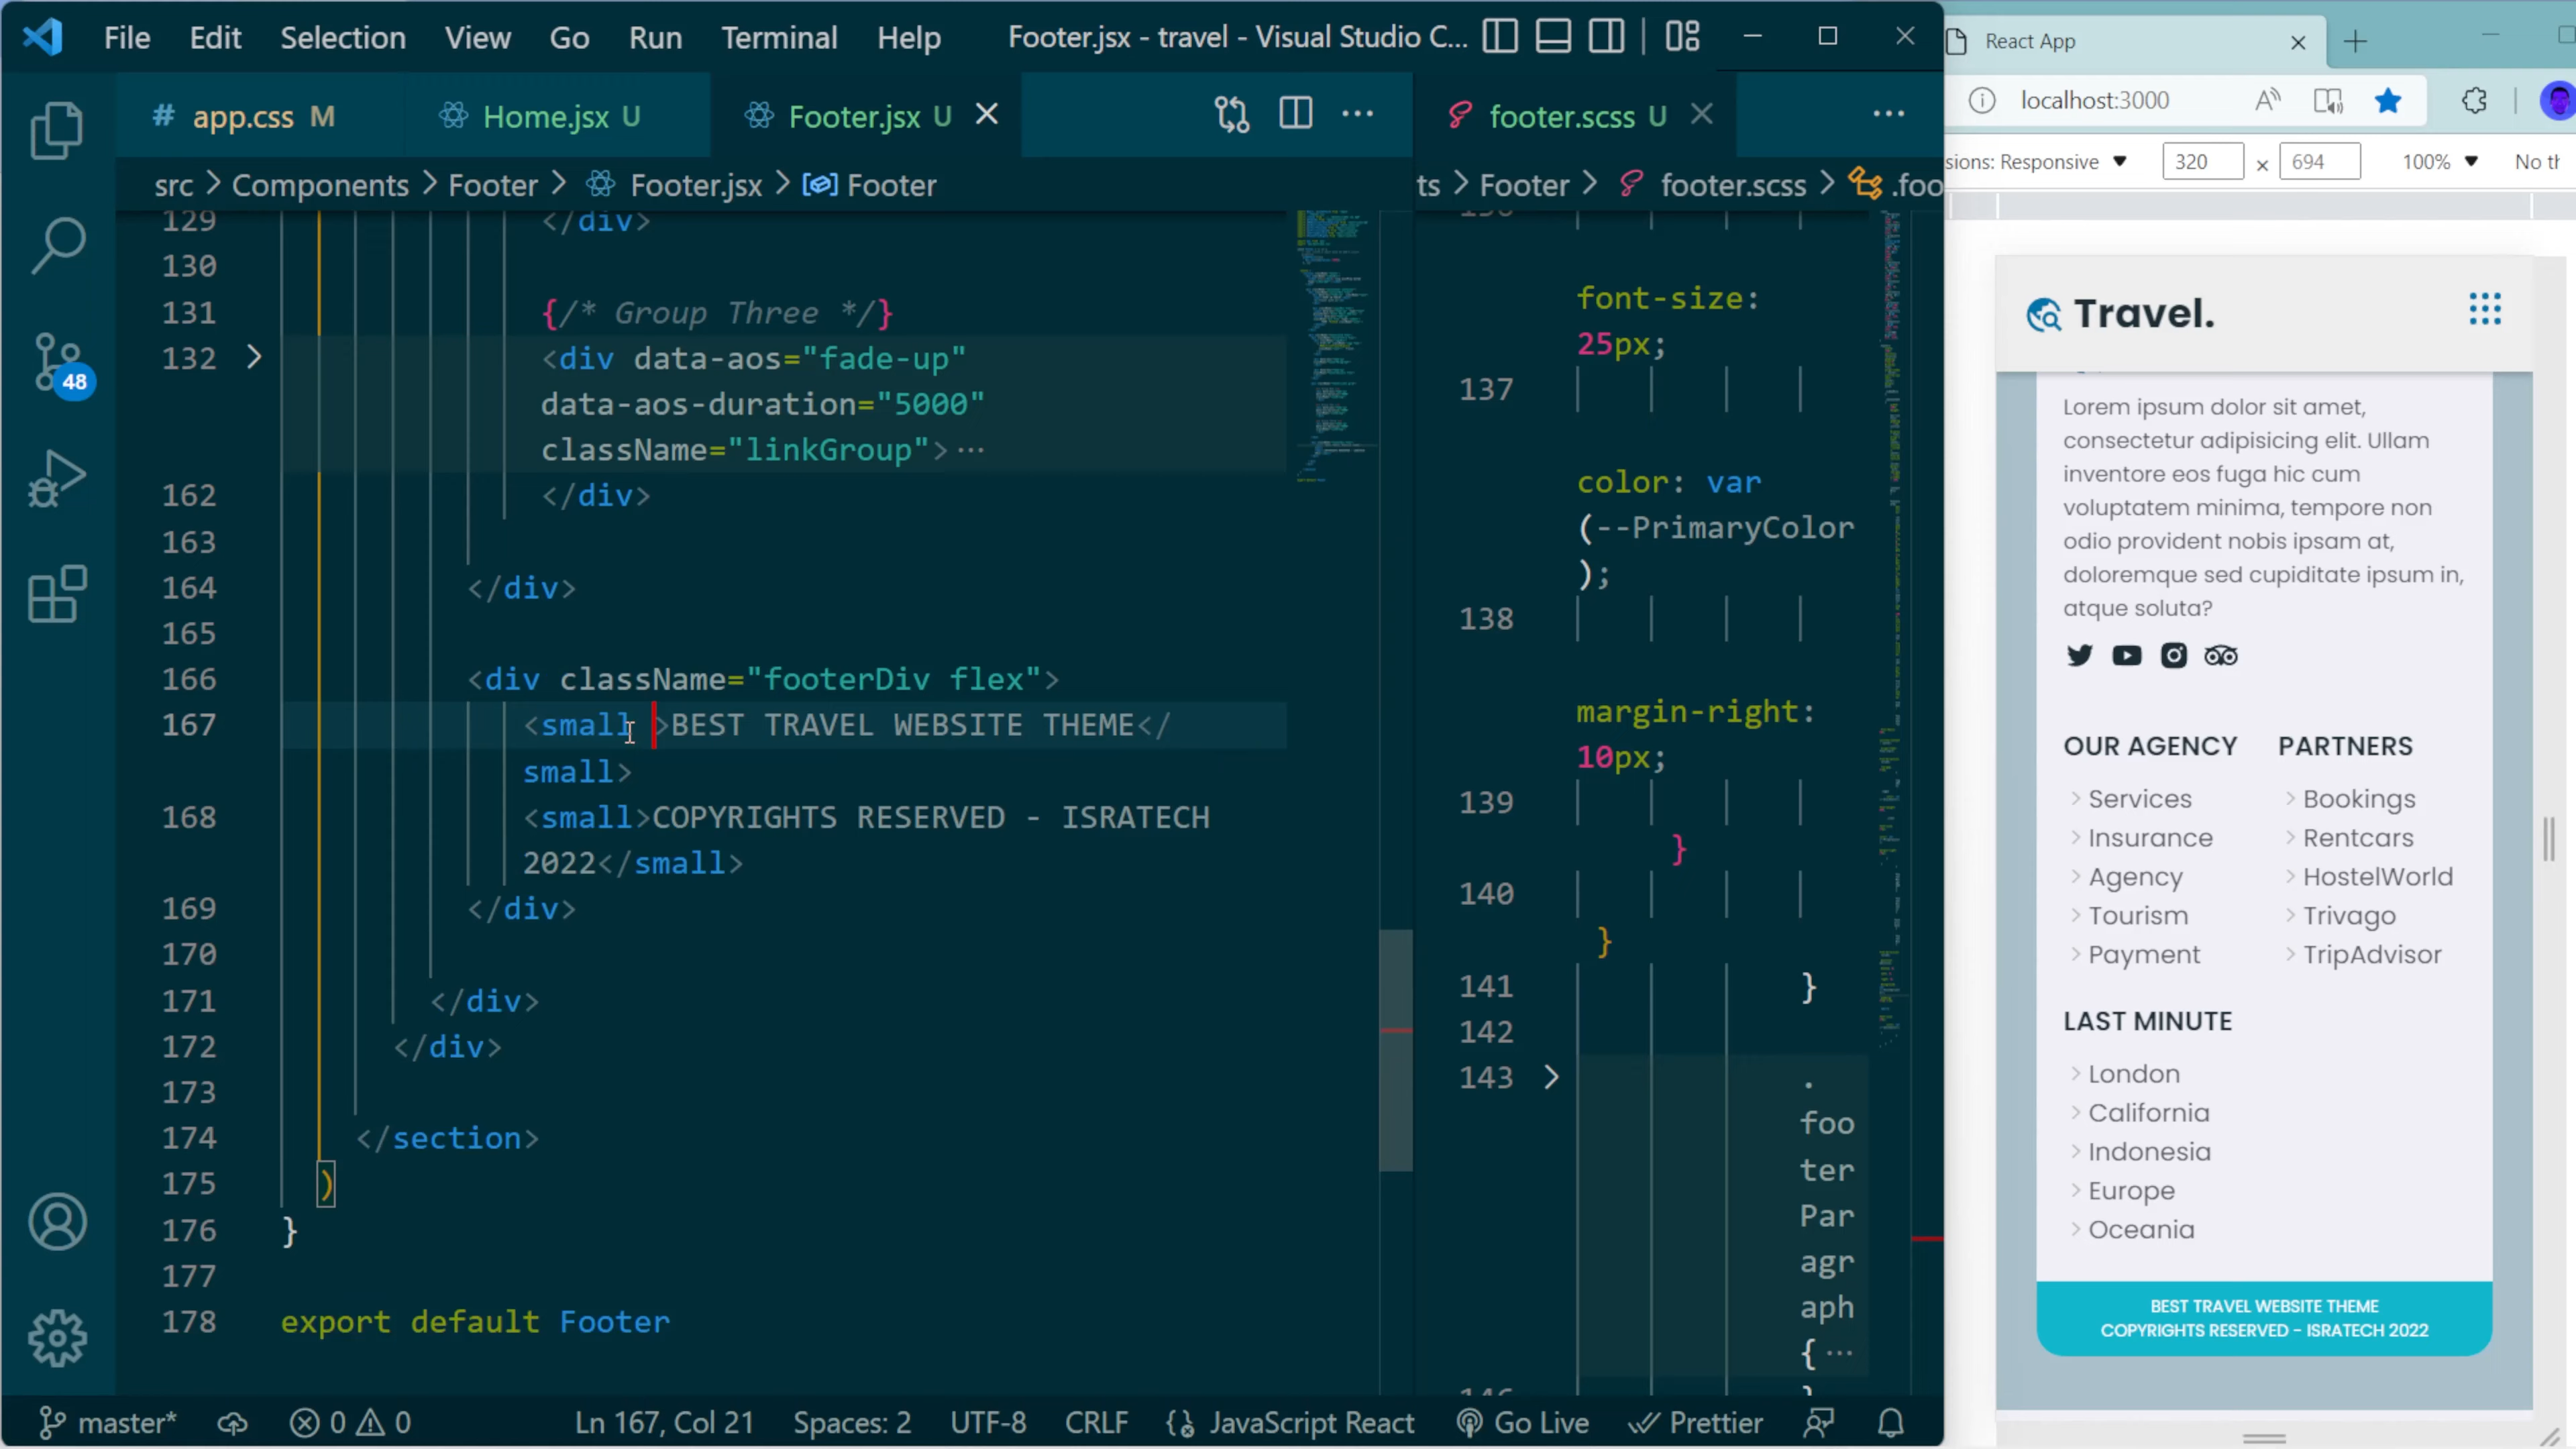 File Edit Selection View Go Run Terminal Help Footer.jsx - travel - Visual Studio C...
# app.css M Home.jsx U Footer.jsx U
src > Components > Footer > Footer.jsx > Footer
129 </div>
130
131 {/* Group Three */}
132 <div data-aos="fade-up"
data-aos-duration="5000"
className="linkGroup">···
162 </div>
163
164 </div>
165
166 <div className="footerDiv flex">
167 <small >BEST TRAVEL WEBSITE THEME</
small>
168 <small>COPYRIGHTS RESERVED - ISRATECH
2022</small>
169 </div>
170
171 </div>
172 </div>
173
174 </section>
175 )
176 }
177
178 export default Footer
48
footer.scss U
ts > Footer > footer.scss > .foo
font-size:
25px;
137
color: var
(--PrimaryColor
);
138
margin-right:
10px;
139
}
140
}
141 }
142
143 .
foo
ter
Par
agr
aph
{ ···
master* 0 0 Ln 167, Col 21 Spaces: 2 UTF-8 CRLF JavaScript React Go Live Prettier
React App
localhost:3000
sions: Responsive 320 × 694 100% No th
Travel.
Lorem ipsum dolor sit amet,
consectetur adipisicing elit. Ullam
inventore eos fuga hic cum
voluptatem minima, tempore non
odio provident nobis ipsam at,
doloremque sed cupiditate ipsum in,
atque soluta?
OUR AGENCY PARTNERS
> Services > Bookings
> Insurance > Rentcars
> Agency > HostelWorld
> Tourism > Trivago
> Payment > TripAdvisor
LAST MINUTE
> London
> California
> Indonesia
> Europe
> Oceania
BEST TRAVEL WEBSITE THEME
COPYRIGHTS RESERVED - ISRATECH 2022